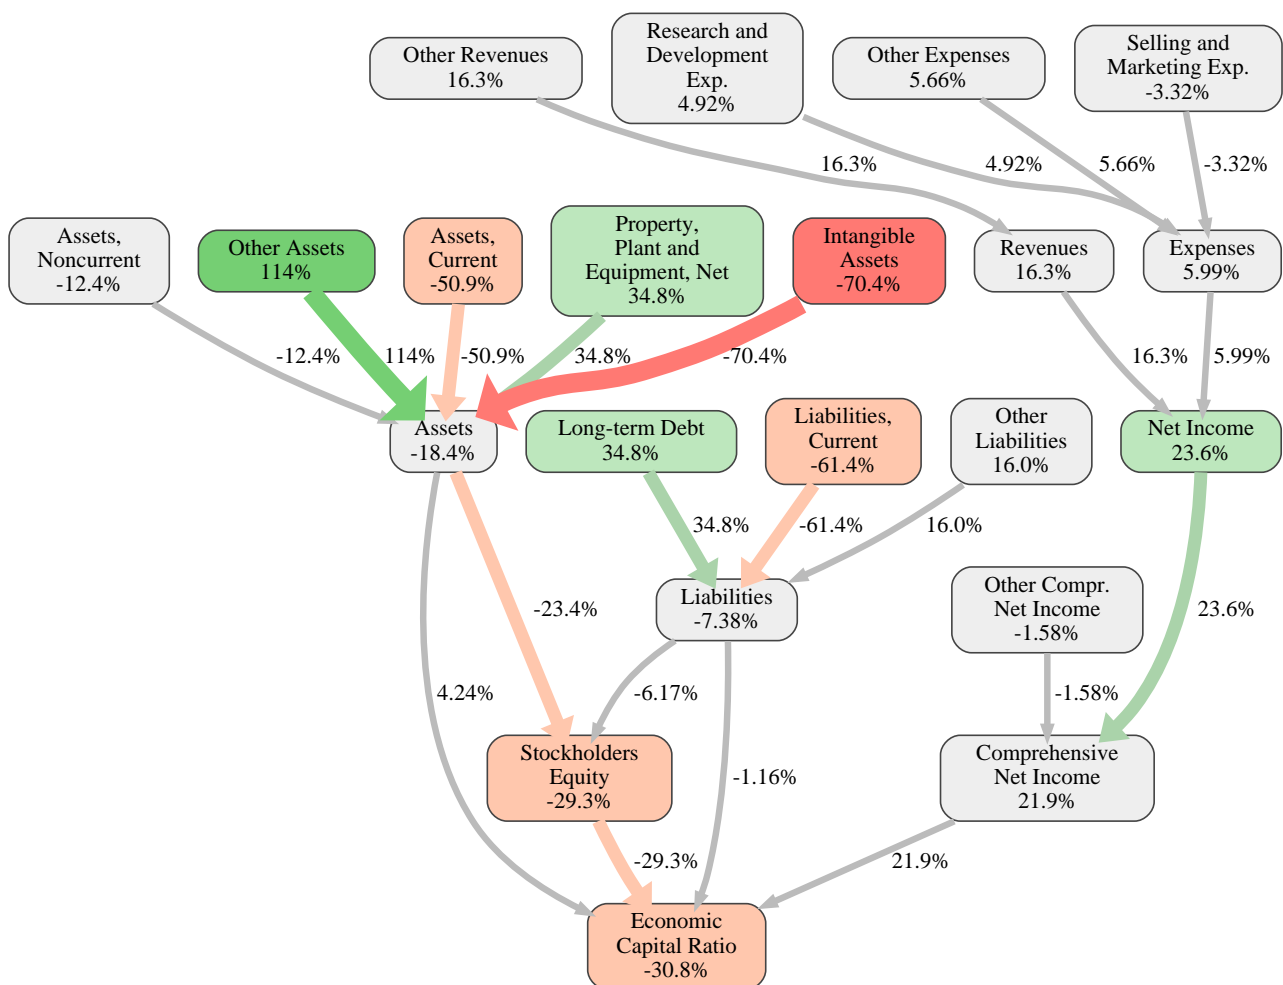 Other Revenues
16.3%
Research and
Development
Exp.
4.92%
Other Expenses
5.66%
Selling and
Marketing Exp.
-3.32%
16.3%
4.92%
5.66%
-3.32%
Assets,
Noncurrent
-12.4%
Other Assets
114%
Assets,
Current
-50.9%
Property,
Plant and
Equipment, Net
34.8%
Intangible
Assets
-70.4%
Revenues
16.3%
Expenses
5.99%
-12.4%
114%
-50.9%
34.8%
-70.4%
16.3%
5.99%
Assets
-18.4%
Long-term Debt
34.8%
Liabilities,
Current
-61.4%
Other
Liabilities
16.0%
Net Income
23.6%
34.8%
-61.4%
16.0%
Liabilities
-7.38%
Other Compr.
Net Income
-1.58%
-23.4%
23.6%
4.24%
-6.17%
-1.58%
Stockholders
Equity
-29.3%
-1.16%
Comprehensive
Net Income
21.9%
-29.3%
21.9%
Economic
Capital Ratio
-30.8%